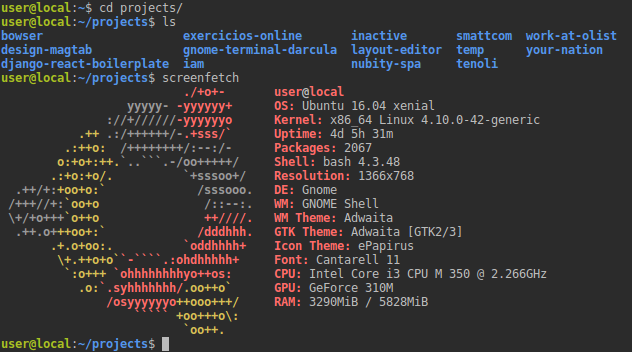 user@local:~$ cd projects/
user@local:~/projects$ ls
bowser exercicios-online inactive smattcom work-at-olist
design-magtab gnome-terminal-darcula layout-editor temp your-nation
django-react-boilerplate iam nubity-spa tenoli
user@local:~/projects$ screenfetch
./+o+- user@local
yyyyy- -yyyyyy+ OS: Ubuntu 16.04 xenial
://+//////-yyyyyyo Kernel: x86_64 Linux 4.10.0-42-generic
.++ .:/++++++/-.+sss/` Uptime: 4d 5h 31m
.:++o: /++++++++/:--:/- Packages: 2067
o:+o+:++.`..```.-/oo+++++/ Shell: bash 4.3.48
.:+o:+o/. `+sssoo+/ Resolution: 1366x768
.++/+:+oo+o:` /sssooo. DE: Gnome
/+++//+:`oo+o /::--:. WM: GNOME Shell
\+/+o+++`o++o ++////. WM Theme: Adwaita
.++.o+++oo+:` /dddhhh. GTK Theme: Adwaita [GTK2/3]
.+.o+oo:. `oddhhhh+ Icon Theme: ePapirus
\+.++o+o``-````.:ohdhhhhh+ Font: Cantarell 11
`:o+++ `ohhhhhhhhyo++os: CPU: Intel Core i3 CPU M 350 @ 2.266GHz
.o:`.syhhhhhhh/.oo++o` GPU: GeForce 310M
/osyyyyyyo++ooo+++/ RAM: 3290MiB / 5828MiB
````` +oo+++o\:
`oo++.
user@local:~/projects$